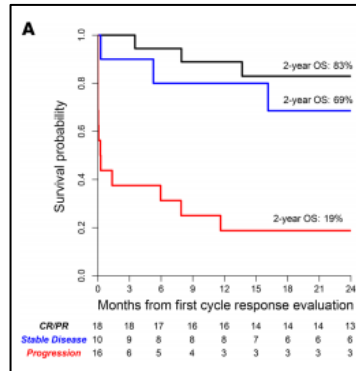 A
Survival probability
1.0
0.8
0.6
0.4
0.2
0.0
2-year OS: 83%
2-year OS: 69%
2-year OS: 19%
0 3 6 9 12 15 18 21 24
Months from first cycle response evaluation
CR/PR 18 18 17 16 16 14 14 14 13
Stable Disease 10 9 8 8 8 7 6 6 6
Progression 16 6 5 4 3 3 3 3 3